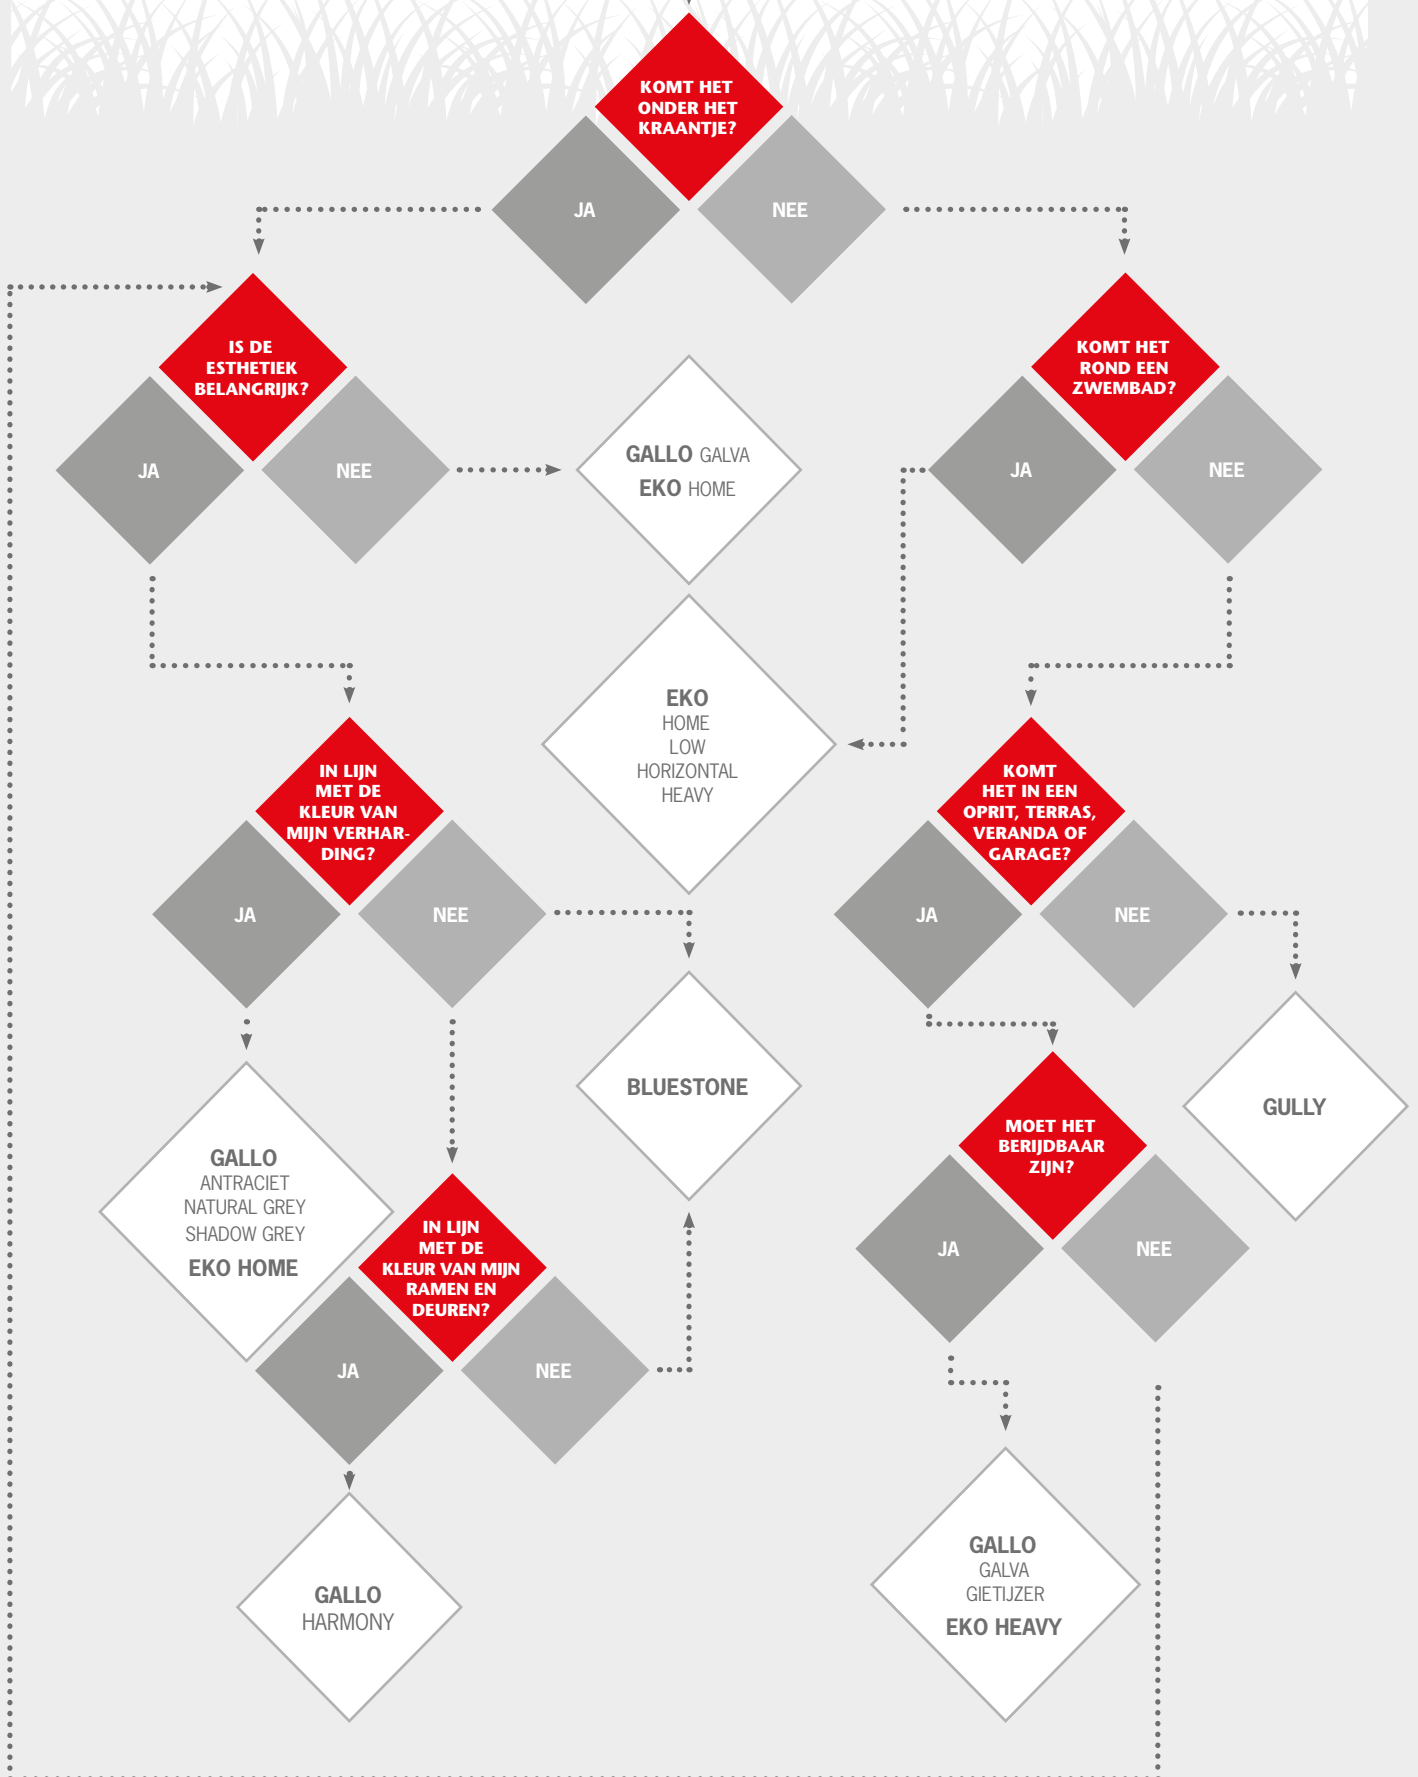 KOMT HET
ONDER HET
KRAANTJE?
JA
NEE
IS DE
ESTHETIEK
BELANGRIJK?
JA
NEE
KOMT HET
ROND EEN
ZWEMBAD?
JA
NEE
GALLO GALVA
EKO HOME
EKO
HOME
LOW
HORIZONTAL
HEAVY
IN LIJN
MET DE
KLEUR VAN
MIJN VERHAR-
DING?
JA
NEE
KOMT
HET IN EEN
OPRIT, TERRAS,
VERANDA OF
GARAGE?
JA
NEE
BLUESTONE
GULLY
GALLO
ANTRACIET
NATURAL GREY
SHADOW GREY
EKO HOME
MOET HET
BERIJDBAAR
ZIJN?
JA
NEE
IN LIJN
MET DE
KLEUR VAN MIJN
RAMEN EN
DEUREN?
JA
NEE
GALLO
HARMONY
GALLO
GALVA
GIETIJZER
EKO HEAVY